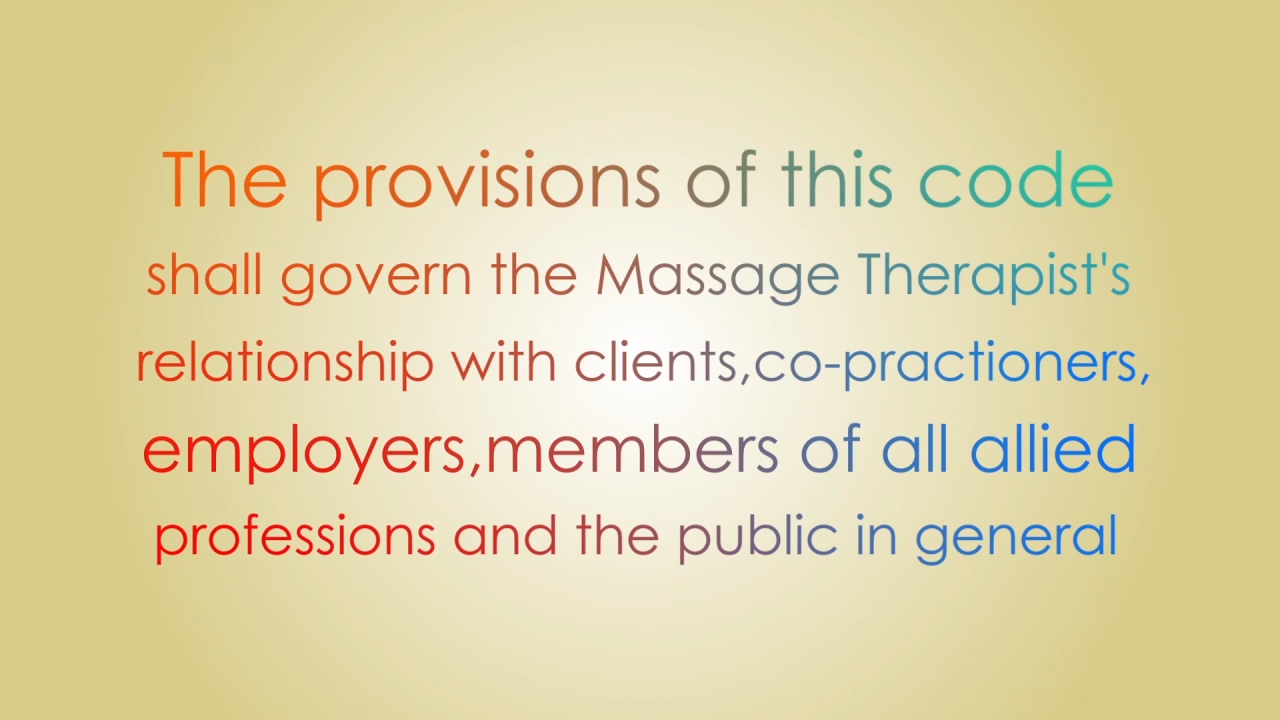 The provisions of this code
shall govern the Massage Therapist's
relationship with clients,co-practioners,
employers,members of all allied
professions and the public in general